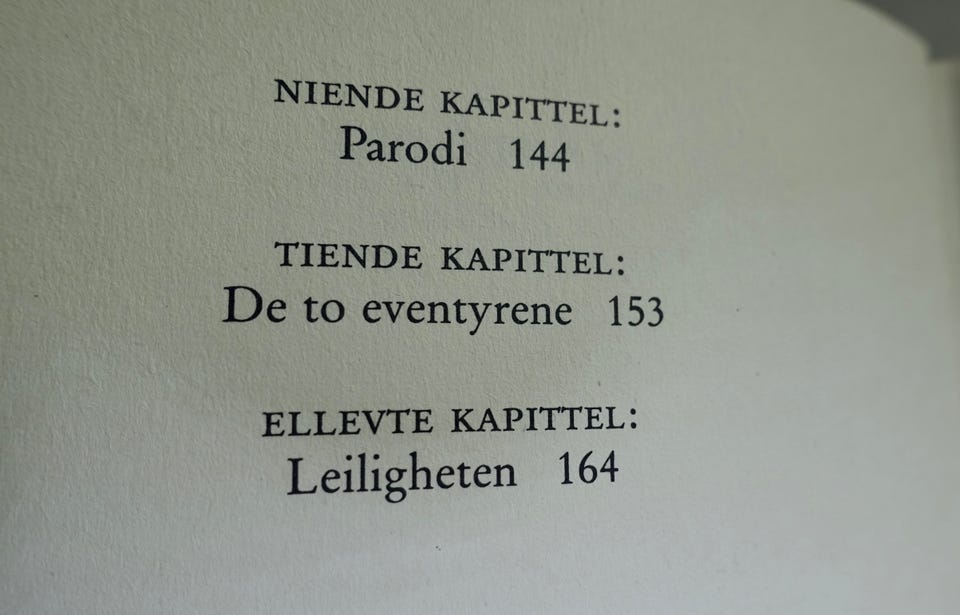 NIENDE KAPITTEL:
Parodi 144
TIENDE KAPITTEL:
De to eventyrene 153
ELLEVTE KAPITTEL:
Leiligheten 164